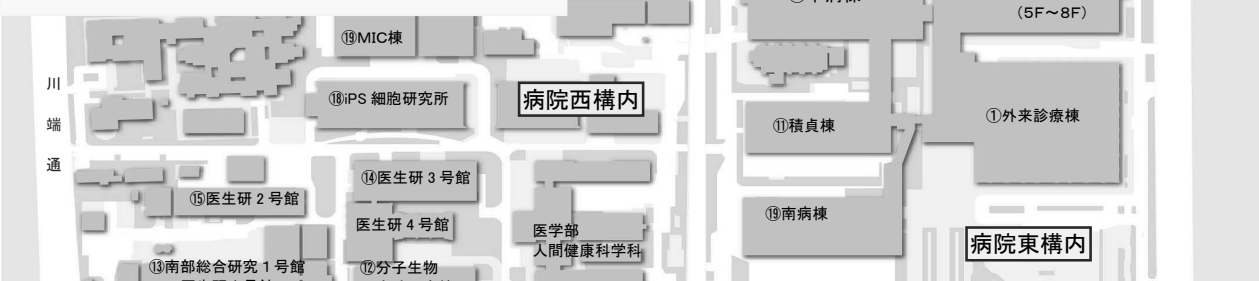 （5F～8F）
⑲MIC棟
川端通
⑱iPS 細胞研究所
病院西構内
⑪積貞棟
①外来診療棟
⑭医生研 3 号館
⑮医生研 2 号館
医生研 4 号館
⑲南病棟
医学部
人間健康科学科
病院東構内
⑬南部総合研究 1 号館
⑫分子生物